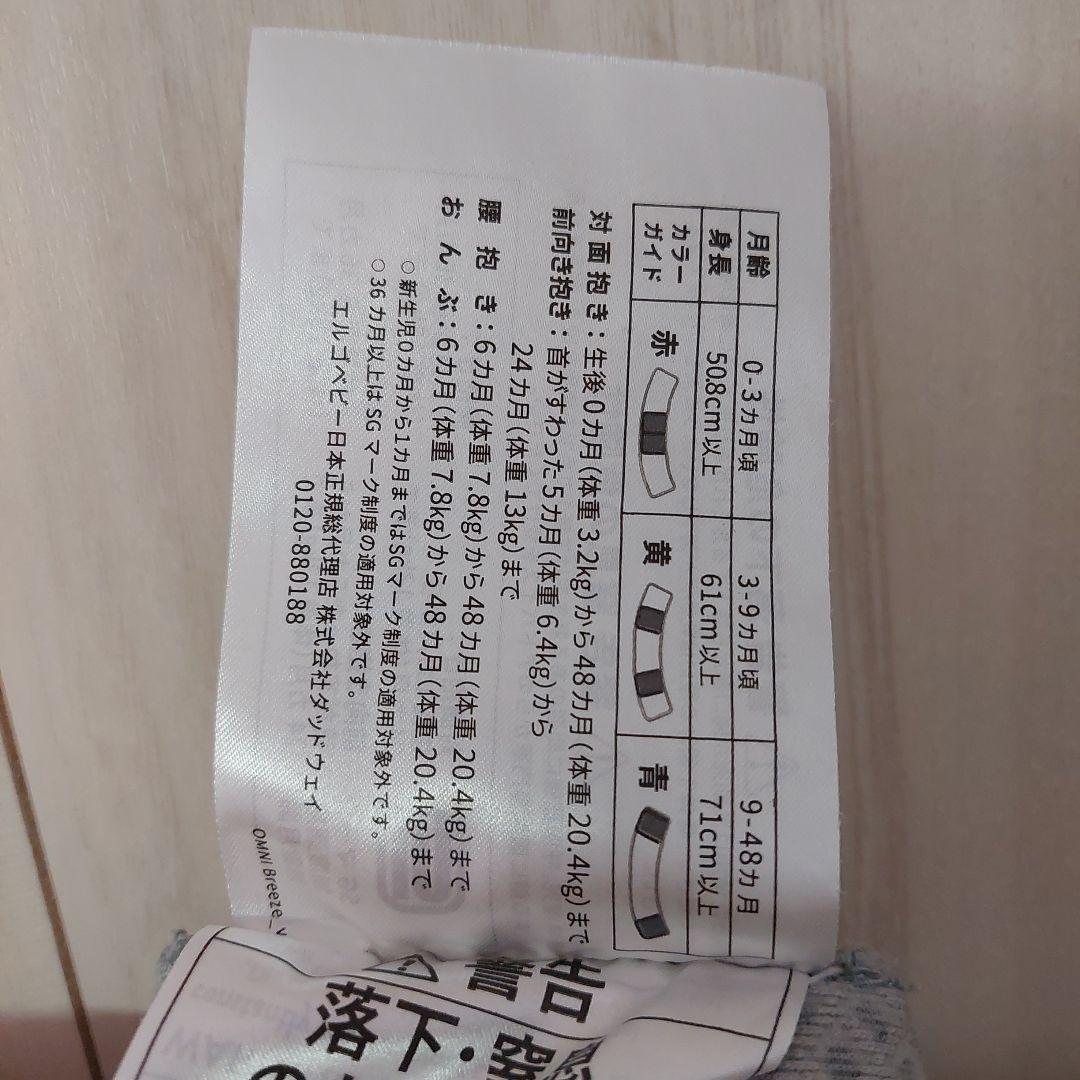 月齢 0-3カ月頃 3-9カ月頃 9-48カ月
身長 50.8cm以上 61cm以上 71cm以上
カラーガイド 赤 黄 青
対面抱き：生後0カ月(体重3.2kg)から48カ月(体重20.4kg)まで
前向き抱き：首がすわった5カ月(体重6.4kg)から
24カ月(体重13kg)まで
腰抱き：6カ月(体重7.8kg)から48カ月(体重20.4kg)まで
おんぶ：6カ月(体重7.8kg)から48カ月(体重20.4kg)まで
○新生児0カ月から1カ月まではSGマーク制度の適用対象外です。
○36カ月以上はSGマーク制度の適用対象外です。
エルゴベビー日本正規総代理店 株式会社ダッドウェイ
0120-880188
OMNI Breeze_v
落下・